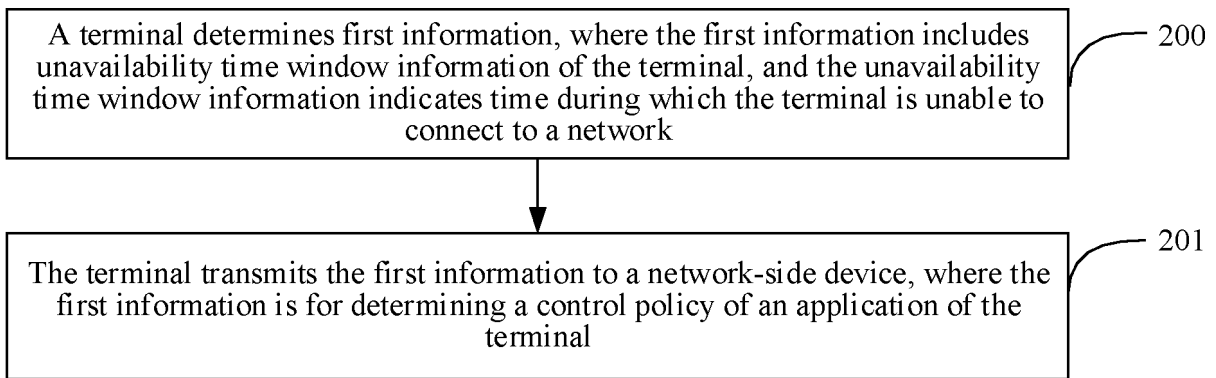 A terminal determines first information, where the first information includes
unavailability time window information of the terminal, and the unavailability
time window information indicates time during which the terminal is unable to
connect to a network
200
The terminal transmits the first information to a network-side device, where the
first information is for determining a control policy of an application of the
terminal
201